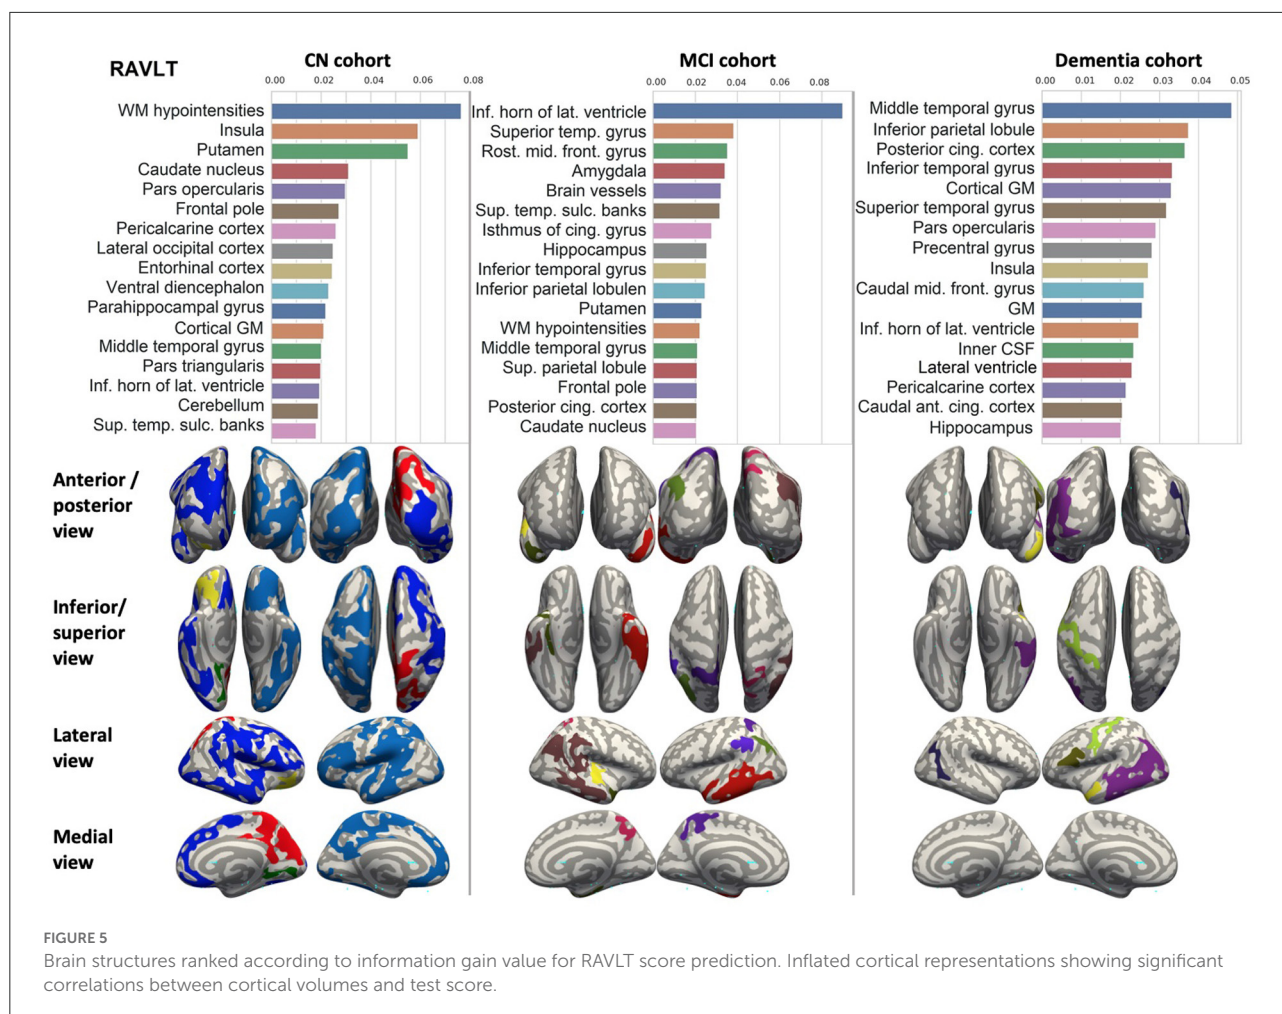 RAVLT
CN cohort
0.00 0.02 0.04 0.06 0.08
WM hypointensities
Insula
Putamen
Caudate nucleus
Pars opercularis
Frontal pole
Pericalcarine cortex
Lateral occipital cortex
Entorhinal cortex
Ventral diencephalon
Parahippocampal gyrus
Cortical GM
Middle temporal gyrus
Pars triangularis
Inf. horn of lat. ventricle
Cerebellum
Sup. temp. sulc. banks
MCI cohort
0.00 0.02 0.04 0.06 0.08
Inf. horn of lat. ventricle
Superior temp. gyrus
Rost. mid. front. gyrus
Amygdala
Brain vessels
Sup. temp. sulc. banks
Isthmus of cing. gyrus
Hippocampus
Inferior temporal gyrus
Inferior parietal lobulen
Putamen
WM hypointensities
Middle temporal gyrus
Sup. parietal lobule
Frontal pole
Posterior cing. cortex
Caudate nucleus
Dementia cohort
0.00 0.01 0.02 0.03 0.04 0.05
Middle temporal gyrus
Inferior parietal lobule
Posterior cing. cortex
Inferior temporal gyrus
Cortical GM
Superior temporal gyrus
Pars opercularis
Precentral gyrus
Insula
Caudal mid. front. gyrus
GM
Inf. horn of lat. ventricle
Inner CSF
Lateral ventricle
Pericalcarine cortex
Caudal ant. cing. cortex
Hippocampus
Anterior /
posterior
view
Inferior/
superior
view
Lateral
view
Medial
view
FIGURE 5
Brain structures ranked according to information gain value for RAVLT score prediction. Inflated cortical representations showing significant
correlations between cortical volumes and test score.